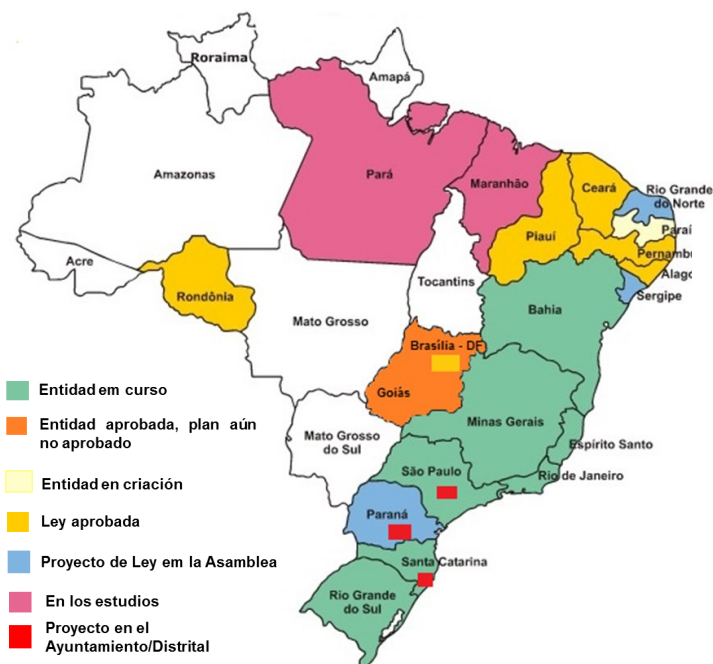 Roraima
Amapá
Amazonas
Pará
Maranhão
Ceará
Rio Grande
do Norte
Paraí
Piauí
Pernambu
Alago
Sergipe
Acre
Rondônia
Tocantins
Bahia
Mato Grosso
Brasília - DF
Goiás
Minas Gerais
Mato Grosso
do Sul
Espírito Santo
São Paulo
Rio de Janeiro
Paraná
Santa Catarina
Rio Grande
do Sul
Entidad em curso
Entidad aprobada, plan aún
no aprobado
Entidad en criación
Ley aprobada
Proyecto de Ley em la Asamblea
En los estudios
Proyecto en el
Ayuntamiento/Distrital